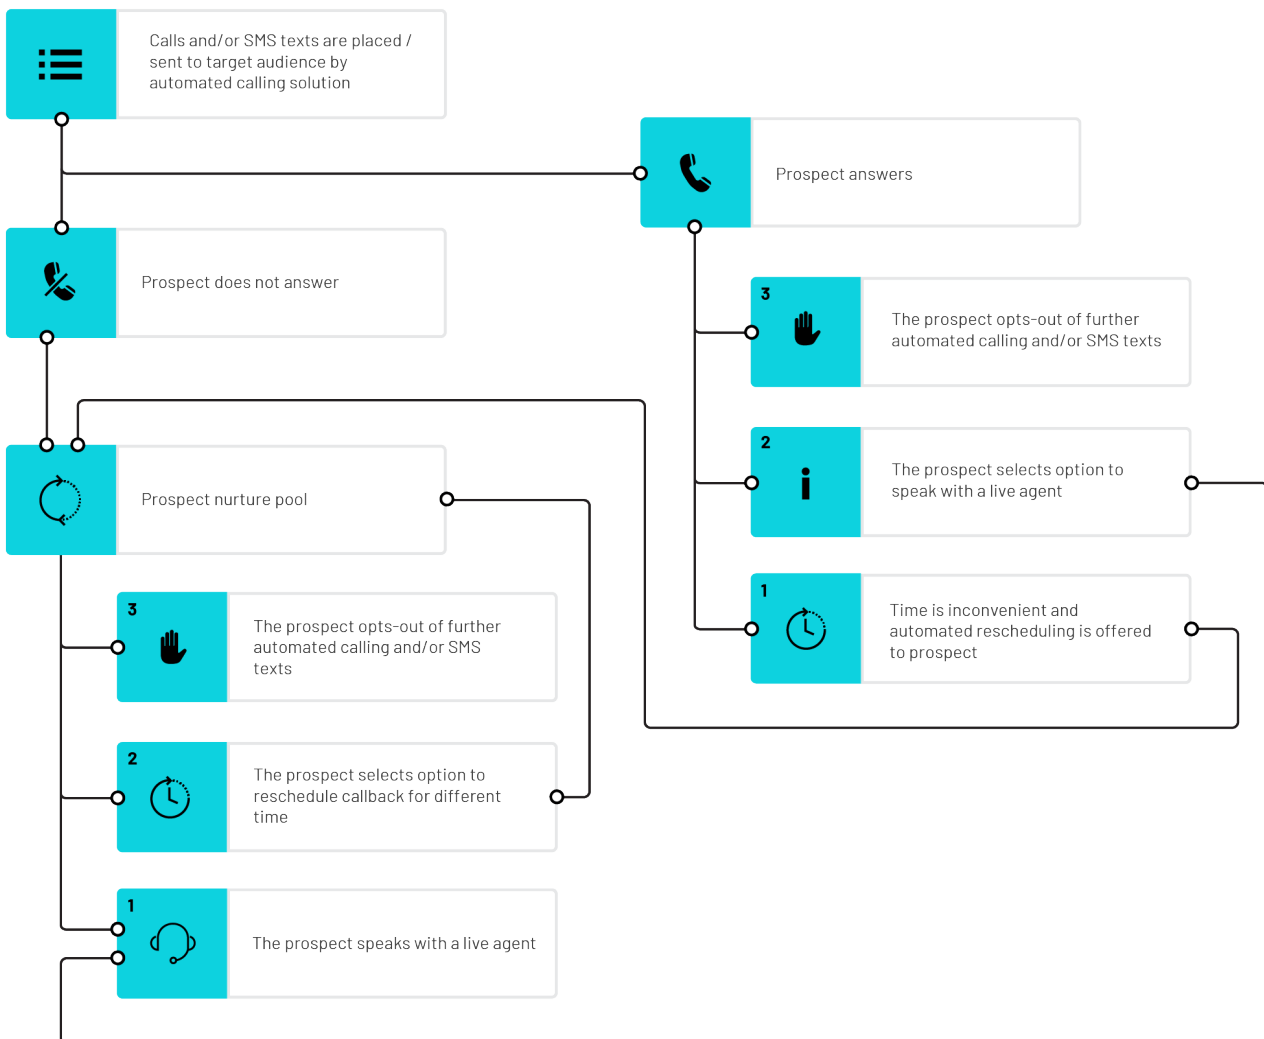 Calls and/or SMS texts are placed /
sent to target audience by
automated calling solution
Prospect answers
Prospect does not answer
3
The prospect opts-out of further
automated calling and/or SMS texts
2
The prospect selects option to
speak with a live agent
1
Time is inconvenient and
automated rescheduling is offered
to prospect
Prospect nurture pool
3
The prospect opts-out of further
automated calling and/or SMS
texts
2
The prospect selects option to
reschedule callback for different
time
1
The prospect speaks with a live agent